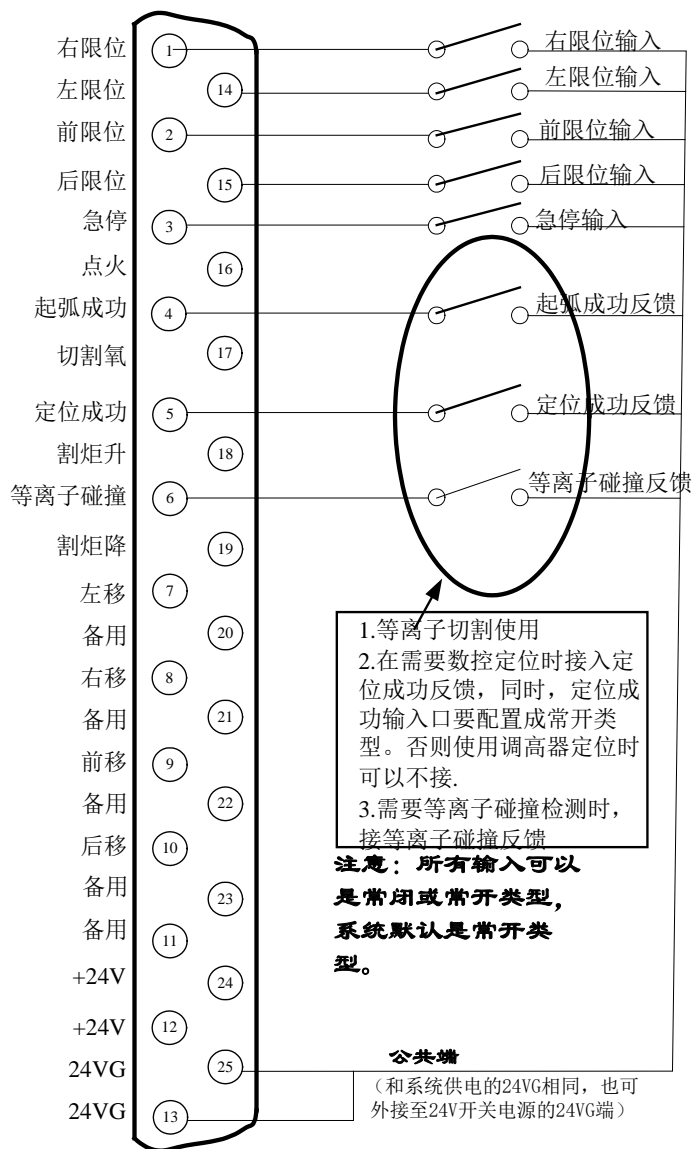 右限位 1 右限位输入
左限位 14 左限位输入
前限位 2 前限位输入
后限位 15 后限位输入
急停 3 急停输入
点火 16
起弧成功 4 起弧成功反馈
切割氧 17
定位成功 5 定位成功反馈
割炬升 18
等离子碰撞 6 等离子碰撞反馈
割炬降 19
左移 7
备用 20
右移 8
备用 21
前移 9
备用 22
后移 10
备用 23
备用 11
+24V 24
+24V 12
24VG 25
24VG 13
1.等离子切割使用
2.在需要数控定位时接入定
位成功反馈，同时，定位成
功输入口要配置成常开类
型。否则使用调高器定位时
可以不接.
3.需要等离子碰撞检测时，
接等离子碰撞反馈
注意：所有输入可以
是常闭或常开类型，
系统默认是常开类
型。
公共端
（和系统供电的24VG相同，也可
外接至24V开关电源的24VG端）